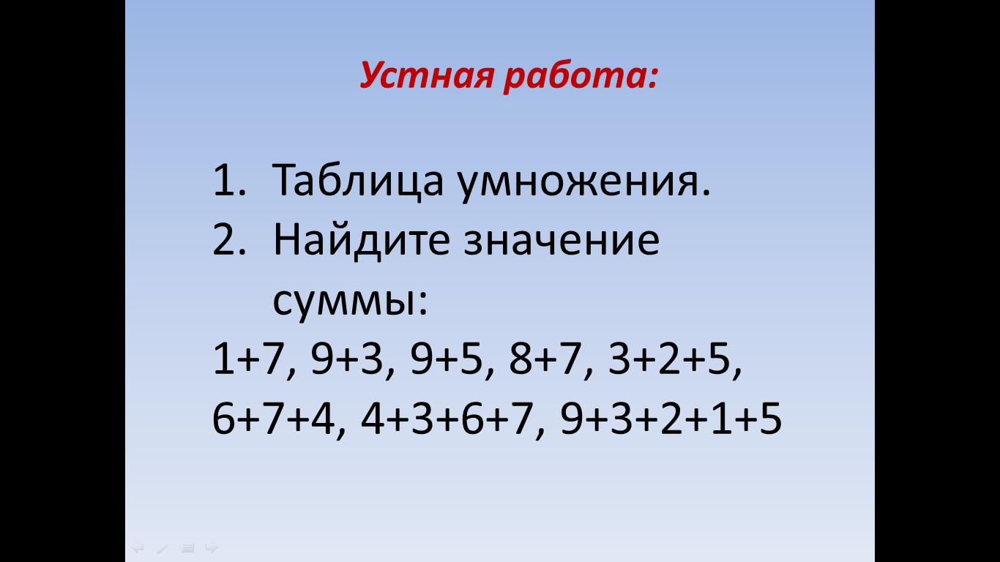 Устная работа:
1. Таблица умножения.
2. Найдите значение
суммы:
1+7, 9+3, 9+5, 8+7, 3+2+5,
6+7+4, 4+3+6+7, 9+3+2+1+5